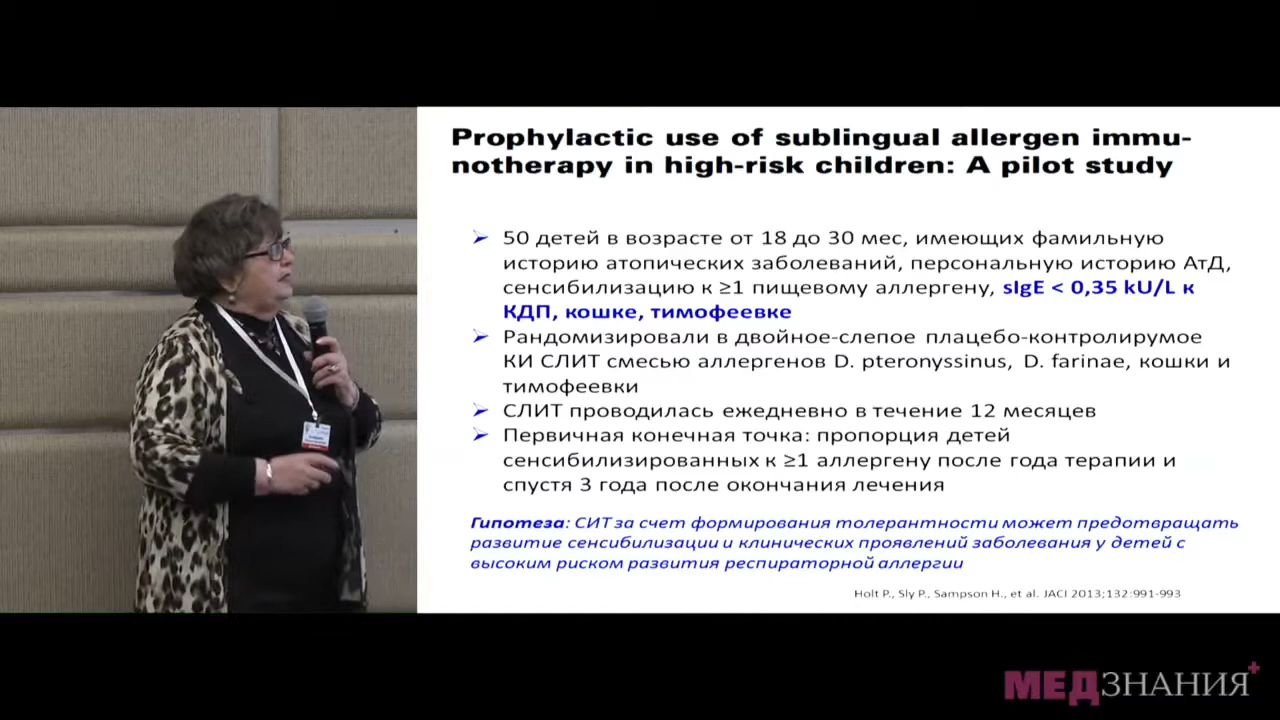 Prophylactic use of sublingual allergen immu-
notherapy in high-risk children: A pilot study
50 детей в возрасте от 18 до 30 мес, имеющих фамильную
историю атопических заболеваний, персональную историю АтД,
сенсибилизацию к ≥1 пищевому аллергену, sIgE < 0,35 kU/L к
КДП, кошке, тимофеевке
Рандомизировали в двойное-слепое плацебо-контролирумое
КИ СЛИТ смесью аллергенов D. pteronyssinus, D. farinae, кошки и
тимофеевки
СЛИТ проводилась ежедневно в течение 12 месяцев
Первичная конечная точка: пропорция детей
сенсибилизированных к ≥1 аллергену после года терапии и
спустя 3 года после окончания лечения
Гипотеза: СИТ за счет формирования толерантности может предотвращать
развитие сенсибилизации и клинических проявлений заболевания у детей с
высоким риском развития респираторной аллергии
Holt P., Sly P., Sampson H., et al. JACI 2013;132:991-993
МЕДЗНАНИЯ+